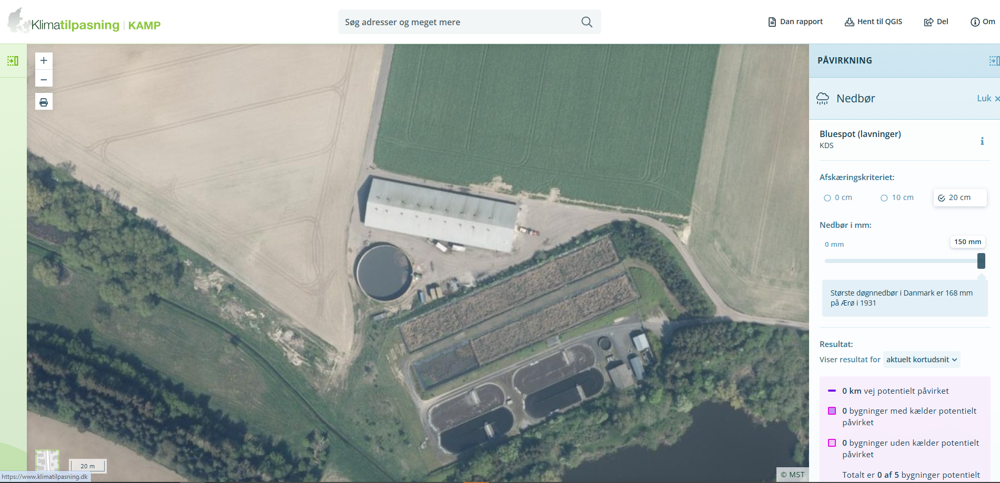 Klimatilpasning | KAMP
Søg adresser og meget mere
Dan rapport
Hent til QGIS
Del
Om
+
−
PÅVIRKNING
Nedbør
Luk ×
Bluespot (lavninger)
KDS
i
Afskæringskriteriet:
0 cm
10 cm
20 cm
Nedbør i mm:
0 mm
150 mm
Største døgnnedbør i Danmark er 168 mm
på Ærø i 1931
Resultat:
Viser resultat for aktuelt kortudsnit
0 km vej potentielt påvirket
0 bygninger med kælder potentielt
påvirket
0 bygninger uden kælder potentielt
påvirket
Totalt er 0 af 5 bygninger potentielt
20 m
© MST
https://www.klimatilpasning.dk